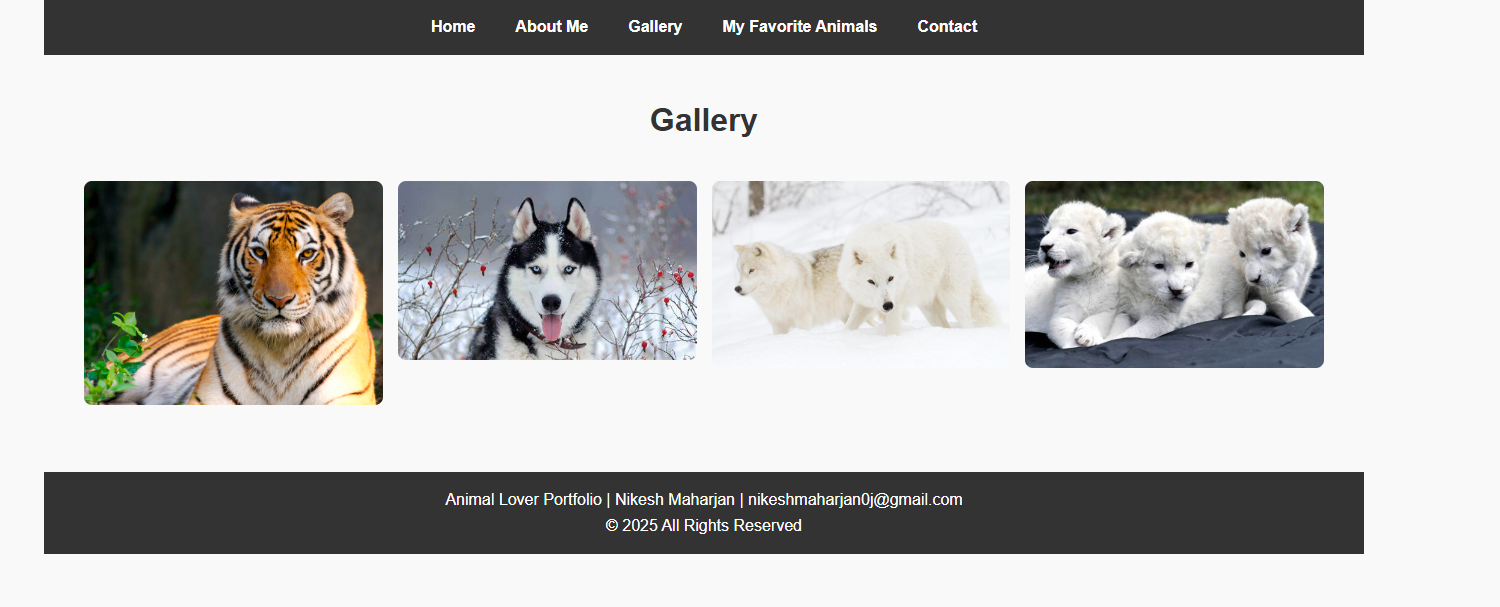 Home About Me Gallery My Favorite Animals Contact
Gallery
Animal Lover Portfolio | Nikesh Maharjan | nikeshmaharjan0j@gmail.com
© 2025 All Rights Reserved